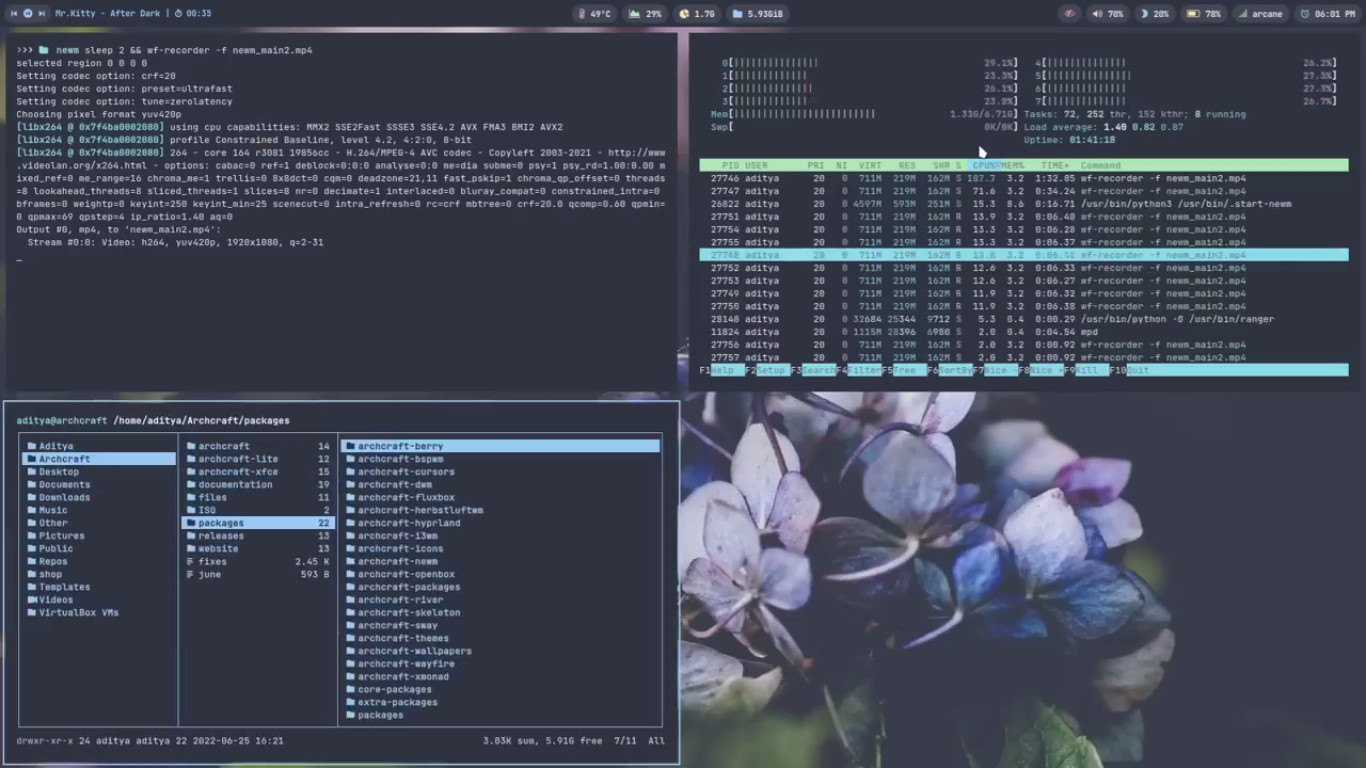 Mr.Kitty - After Dark | 00:35
49°C 29% 1.7G 5.93GiB
70% 20% 78% arcane 06:01 PM
>>> newm sleep 2 && wf-recorder -f newm_main2.mp4
selected region 0 0 0 0
Setting codec option: crf=20
Setting codec option: preset=ultrafast
Setting codec option: tune=zerolatency
Choosing pixel format yuv420p
[libx264 @ 0x7f4ba0002080] using cpu capabilities: MMX2 SSE2Fast SSSE3 SSE4.2 AVX FMA3 BMI2 AVX2
[libx264 @ 0x7f4ba0002080] profile Constrained Baseline, level 4.2, 4:2:0, 8-bit
[libx264 @ 0x7f4ba0002080] 264 - core 164 r3081 19856cc - H.264/MPEG-4 AVC codec - Copyleft 2003-2021 - http://www
.videolan.org/x264.html - options: cabac=0 ref=1 deblock=0:0:0 analyse=0:0 me=dia subme=0 psy=1 psy_rd=1.00:0.00 m
ixed_ref=0 me_range=16 chroma_me=1 trellis=0 8x8dct=0 cqm=0 deadzone=21,11 fast_pskip=1 chroma_qp_offset=0 threads
=8 lookahead_threads=8 sliced_threads=1 slices=8 nr=0 decimate=1 interlaced=0 bluray_compat=0 constrained_intra=0
bframes=0 weightp=0 keyint=250 keyint_min=25 scenecut=0 intra_refresh=0 rc=crf mbtree=0 crf=20.0 qcomp=0.60 qpmin=
0 qpmax=69 qpstep=4 ip_ratio=1.40 aq=0
Output #0, mp4, to 'newm_main2.mp4':
Stream #0:0: Video: h264, yuv420p, 1920x1080, q=2-31
_
0[ 29.1%] 4[ 26.2%]
1[ 23.3%] 5[ 27.3%]
2[ 26.1%] 6[ 27.3%]
3[ 23.8%] 7[ 26.7%]
Mem[ 1.33G/6.71G] Tasks: 72, 252 thr, 152 kthr; 8 running
Swp[ 0K/0K] Load average: 1.40 0.82 0.87
Uptime: 01:41:18
PID USER PRI NI VIRT RES SHR S CPU% MEM% TIME+ Command
27746 aditya 20 0 711M 219M 162M S 187.7 3.2 1:32.05 wf-recorder -f newm_main2.mp4
27747 aditya 20 0 711M 219M 162M S 71.6 3.2 0:34.24 wf-recorder -f newm_main2.mp4
26822 aditya 20 0 4597M 593M 251M S 15.3 8.6 0:16.71 /usr/bin/python3 /usr/bin/.start-newm
27751 aditya 20 0 711M 219M 162M R 13.9 3.2 0:06.40 wf-recorder -f newm_main2.mp4
27754 aditya 20 0 711M 219M 162M R 13.3 3.2 0:06.28 wf-recorder -f newm_main2.mp4
27755 aditya 20 0 711M 219M 162M R 13.3 3.2 0:06.37 wf-recorder -f newm_main2.mp4
27748 aditya 20 0 711M 219M 162M R 3.2 wf-recorder -f newm_main2.mp4
27752 aditya 20 0 711M 219M 162M R 12.6 3.2 0:06.33 wf-recorder -f newm_main2.mp4
27753 aditya 20 0 711M 219M 162M R 12.6 3.2 0:06.27 wf-recorder -f newm_main2.mp4
27749 aditya 20 0 711M 219M 162M R 11.9 3.2 0:06.32 wf-recorder -f newm_main2.mp4
27750 aditya 20 0 711M 219M 162M R 11.9 3.2 0:06.38 wf-recorder -f newm_main2.mp4
28148 aditya 20 0 32684 25344 9712 S 5.3 0.4 0:00.29 /usr/bin/python -O /usr/bin/ranger
11824 aditya 20 0 1115M 28396 6980 S 2.0 0.4 0:04.54 mpd
27756 aditya 20 0 711M 219M 162M S 2.0 3.2 0:00.92 wf-recorder -f newm_main2.mp4
27757 aditya 20 0 711M 219M 162M S 2.0 3.2 0:00.92 wf-recorder -f newm_main2.mp4
F1Help F2Setup F3SearchF4FilterF5Tree F6SortByF7Nice -F8Nice +F9Kill F10Quit
aditya@archcraft /home/aditya/Archcraft/packages
Aditya archcraft 14 archcraft-berry
Archcraft archcraft-lite 12 archcraft-bspwm
Desktop archcraft-xfce 15 archcraft-cursors
Documents documentation 19 archcraft-dwm
Downloads files 11 archcraft-fluxbox
Music ISO 2 archcraft-herbstluftwm
Other packages 22 archcraft-hyprland
Pictures releases 13 archcraft-i3wm
Public website 13 archcraft-icons
Repos fixes 2.45 K archcraft-newm
shop june 593 B archcraft-openbox
Templates archcraft-packages
Videos archcraft-river
VirtualBox VMs archcraft-skeleton
archcraft-sway
archcraft-themes
archcraft-wallpapers
archcraft-wayfire
archcraft-xmonad
core-packages
extra-packages
packages
drwxr-xr-x 24 aditya aditya 22 2022-06-25 16:21 3.03K sum, 5.91G free 7/11 All